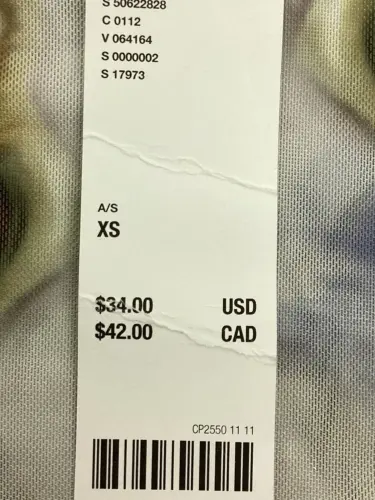 S 50622828
C 0112
V 064164
S 0000002
S 17973
A/S
XS
$34.00 USD
$42.00 CAD
CP2550 11 11